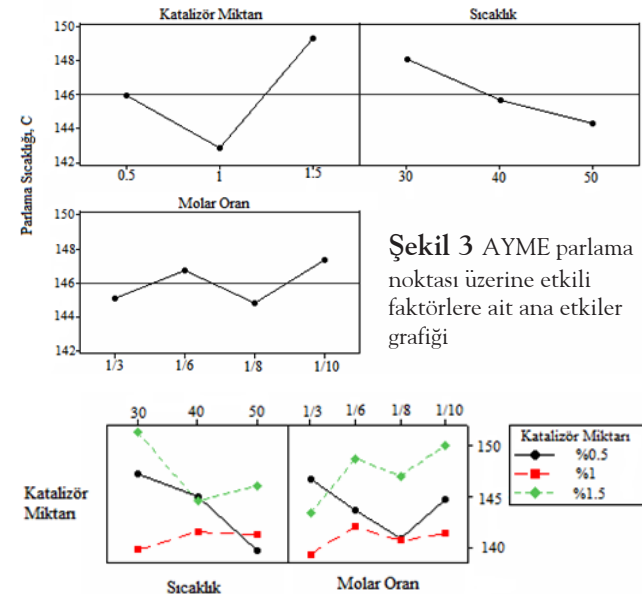 Katalizör Miktarı
Sıcaklık
150
148
146
144
142
0.5 1 1.5
30 40 50
Parlama Sıcaklığı, C
Molar Oran
150
148
146
144
142
1/3 1/6 1/8 1/10
Şekil 3 AYME parlama
noktası üzerine etkili
faktörlere ait ana etkiler
grafiği
30 40 50
1/3 1/6 1/8 1/10
Katalizör
Miktarı
150
145
140
Katalizör Miktarı
%0.5
%1
%1.5
Sıcaklık
Molar Oran